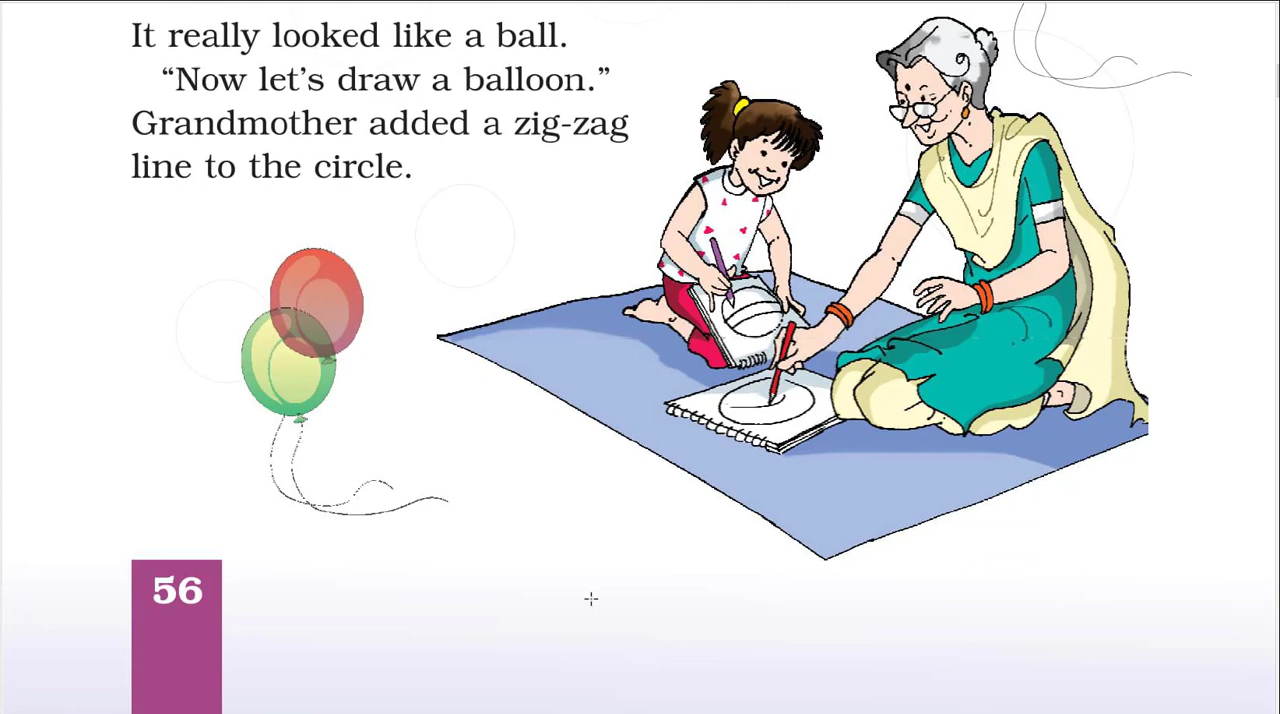 It really looked like a ball.
“Now let’s draw a balloon.”
Grandmother added a zig-zag
line to the circle.
56